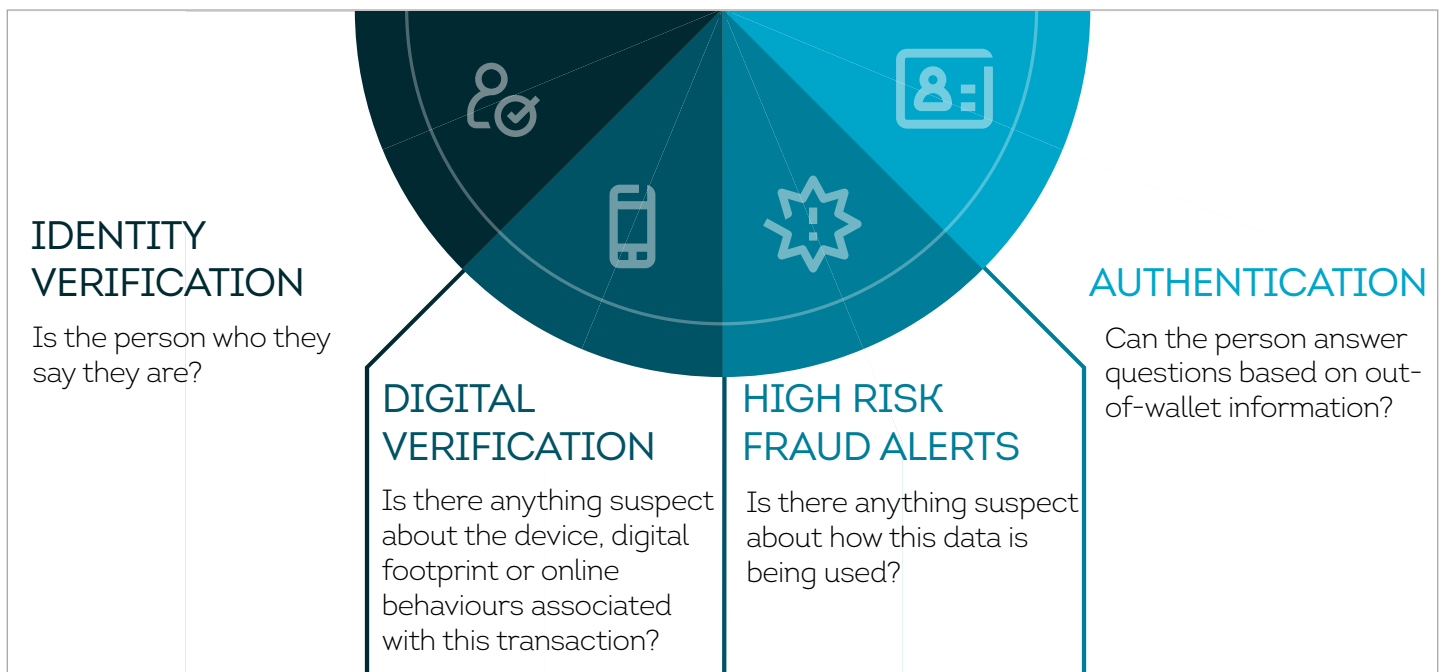 IDENTITY
VERIFICATION
Is the person who they
say they are?
DIGITAL
VERIFICATION
Is there anything suspect
about the device, digital
footprint or online
behaviours associated
with this transaction?
HIGH RISK
FRAUD ALERTS
Is there anything suspect
about how this data is
being used?
AUTHENTICATION
Can the person answer
questions based on out-
of-wallet information?